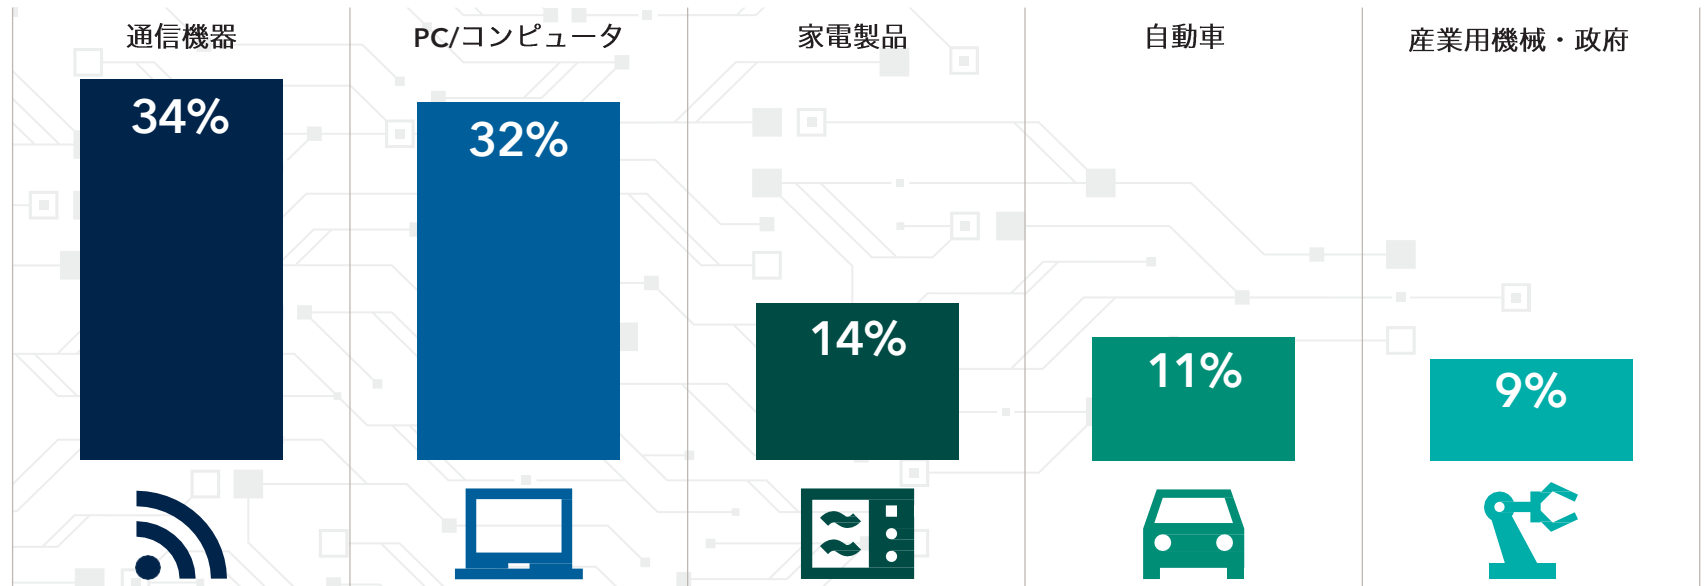 通信機器
34%
PC/コンピュータ
32%
家電製品
14%
自動車
11%
産業用機械・政府
9%